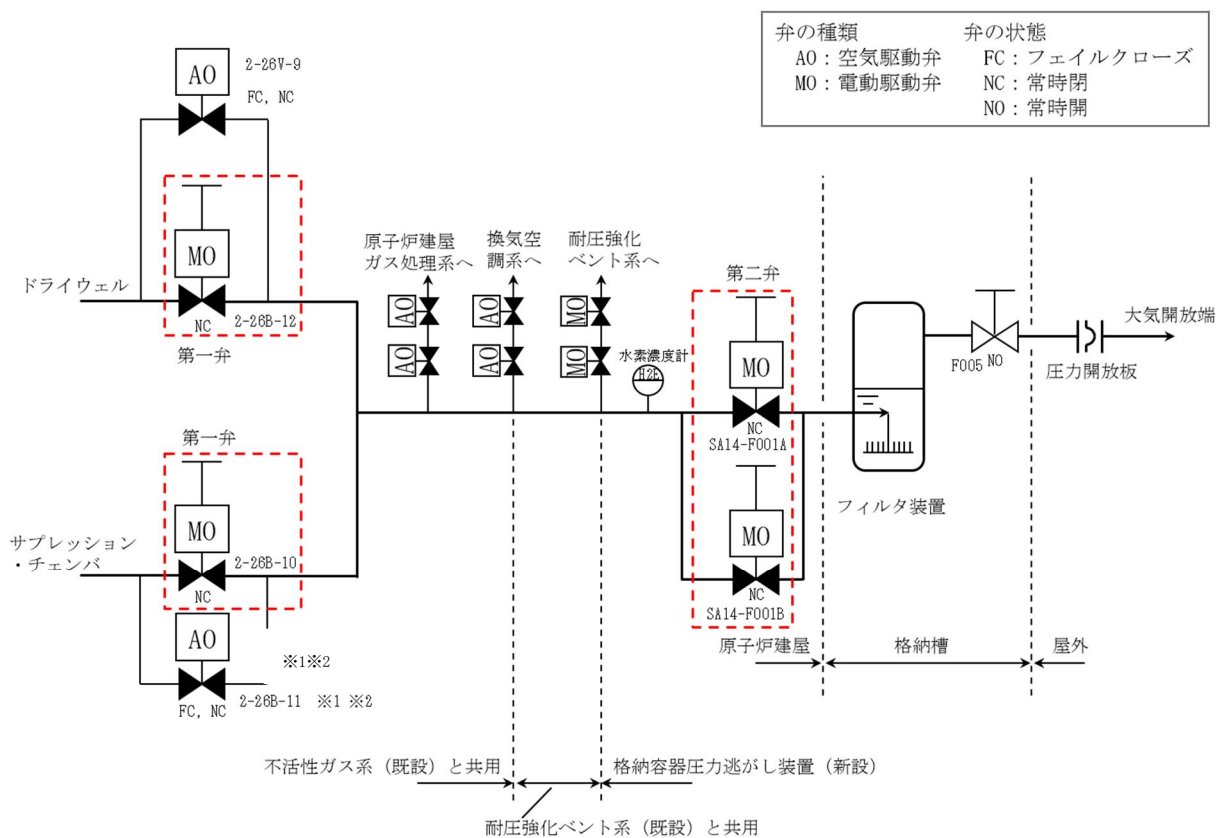 弁の種類
AO：空気駆動弁
MO：電動駆動弁
弁の状態
FC：フェイルクローズ
NC：常時閉
NO：常時開
AO
2-26V-9
FC, NC
MO
ドライウェル
NC
2-26B-12
第一弁
原子炉建屋
ガス処理系へ
換気空
調系へ
耐圧強化
ベント系へ
AO
AO
MO
AO
AO
MO
水素濃度計
H2E
第二弁
MO
NC
SA14-F001A
MO
NC
SA14-F001B
フィルタ装置
F005
NO
圧力開放板
大気開放端
第一弁
MO
サプレッション
・チェンバ
2-26B-10
NC
AO
※1※2
2-26B-11 ※1 ※2
FC, NC
原子炉建屋
格納槽
屋外
不活性ガス系（既設）と共用
格納容器圧力逃がし装置（新設）
耐圧強化ベント系（既設）と共用